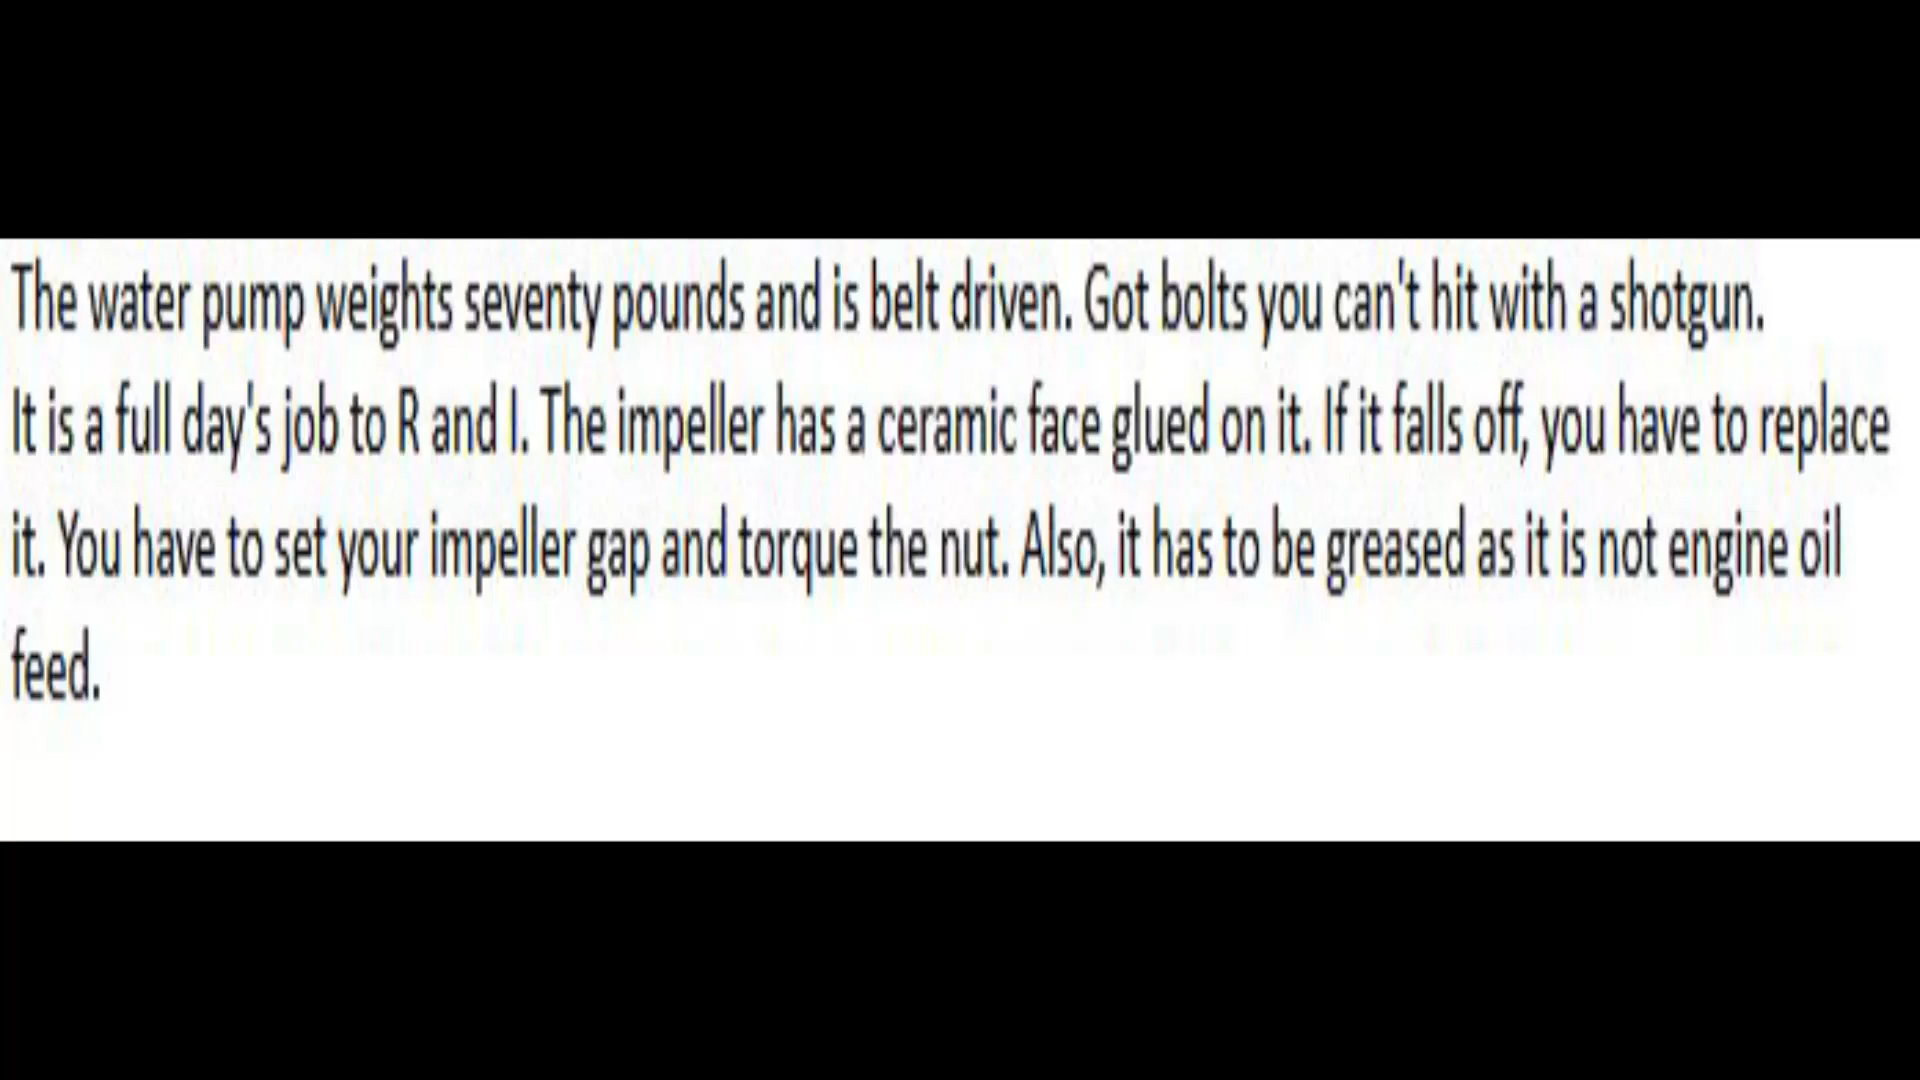 The water pump weights seventy pounds and is belt driven. Got bolts you can't hit with a shotgun.
It is a full day's job to R and I. The impeller has a ceramic face glued on it. If it falls off, you have to replace
it. You have to set your impeller gap and torque the nut. Also, it has to be greased as it is not engine oil
feed.